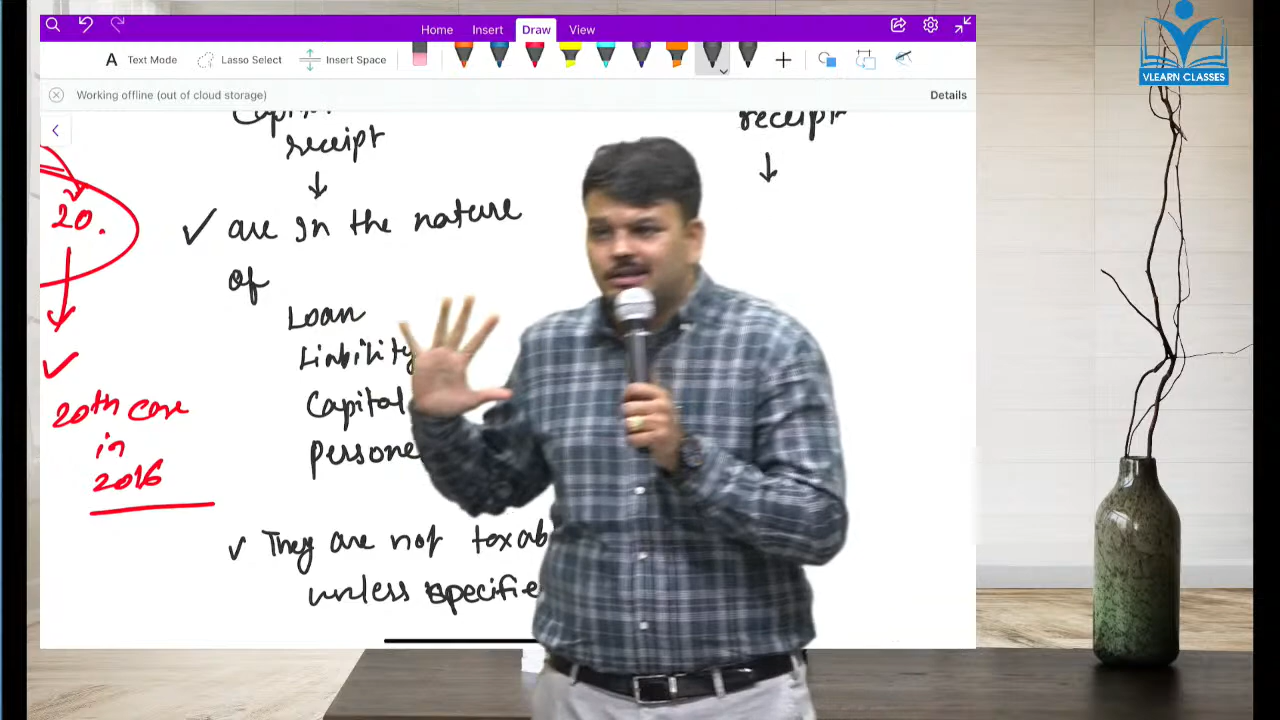 Home Insert Draw View
Text Mode Lasso Select Insert Space
Working offline (out of cloud storage) Details
VLEARN CLASSES
receipt
receipt
20.
✓ are In the nature
of
Loan
Liability
Capital
✓
20th case
in
2016
✓ They are not
unless